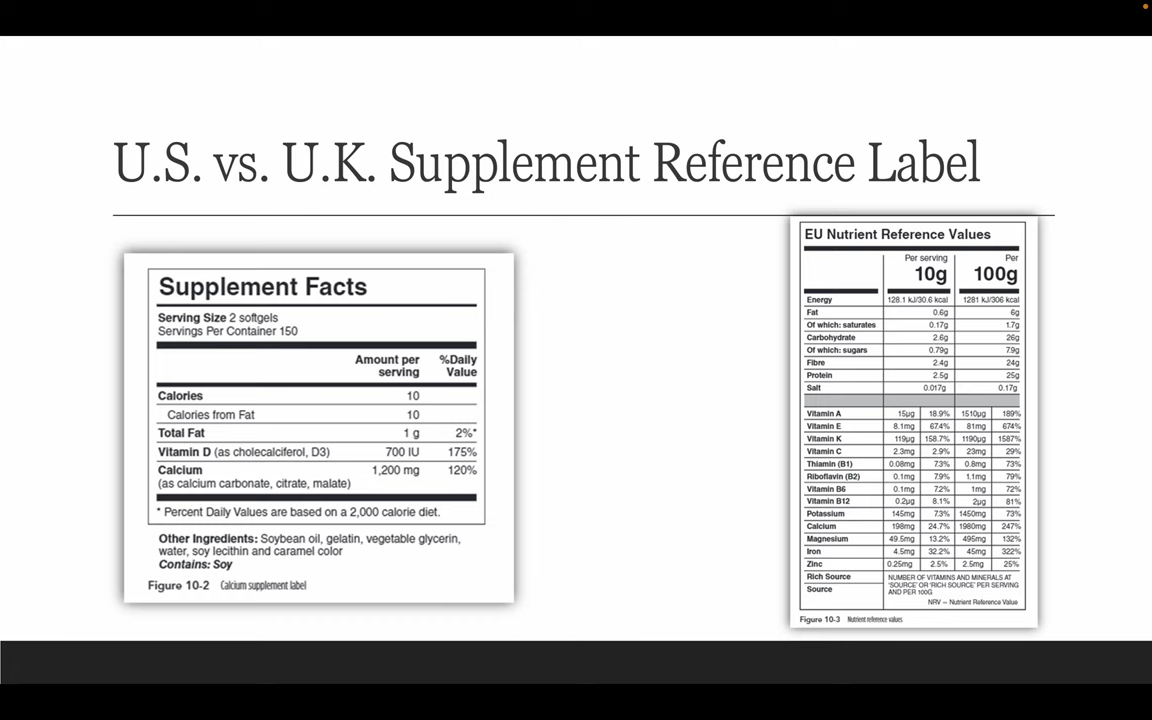 U.S. vs. U.K. Supplement Reference Label
Supplement Facts
Serving Size 2 softgels
Servings Per Container 150
Amount per serving %Daily Value
Calories 10
Calories from Fat 10
Total Fat 1 g 2%*
Vitamin D (as cholecalciferol, D3) 700 IU 175%
Calcium 1,200 mg 120%
(as calcium carbonate, citrate, malate)
* Percent Daily Values are based on a 2,000 calorie diet.
Other Ingredients: Soybean oil, gelatin, vegetable glycerin,
water, soy lecithin and caramel color
Contains: Soy
Figure 10-2 Calcium supplement label
EU Nutrient Reference Values
Per serving Per
10g 100g
Energy 128.1 kJ/30.6 kcal 1281 kJ/306 kcal
Fat 0.6g 6g
Of which: saturates 0.17g 1.7g
Carbohydrate 2.6g 26g
Of which: sugars 0.79g 7.9g
Fibre 2.4g 24g
Protein 2.5g 25g
Salt 0.017g 0.17g
Vitamin A 15µg 18.9% 1510µg 189%
Vitamin E 8.1mg 67.4% 81mg 674%
Vitamin K 119µg 158.7% 1190µg 1587%
Vitamin C 2.3mg 2.9% 23mg 29%
Thiamin (B1) 0.08mg 7.3% 0.8mg 73%
Riboflavin (B2) 0.1mg 7.9% 1.1mg 79%
Vitamin B6 0.1mg 7.2% 1mg 72%
Vitamin B12 0.2µg 8.1% 2µg 81%
Potassium 145mg 7.3% 1450mg 73%
Calcium 198mg 24.7% 1980mg 247%
Magnesium 49.5mg 13.2% 495mg 132%
Iron 4.5mg 32.2% 45mg 322%
Zinc 0.25mg 2.5% 2.5mg 25%
Rich Source NUMBER OF VITAMINS AND MINERALS AT
Source 'SOURCE' OR 'RICH SOURCE' PER SERVING
AND PER 100G
NRV – Nutrient Reference Value
Figure 10-3 Nutrient reference values